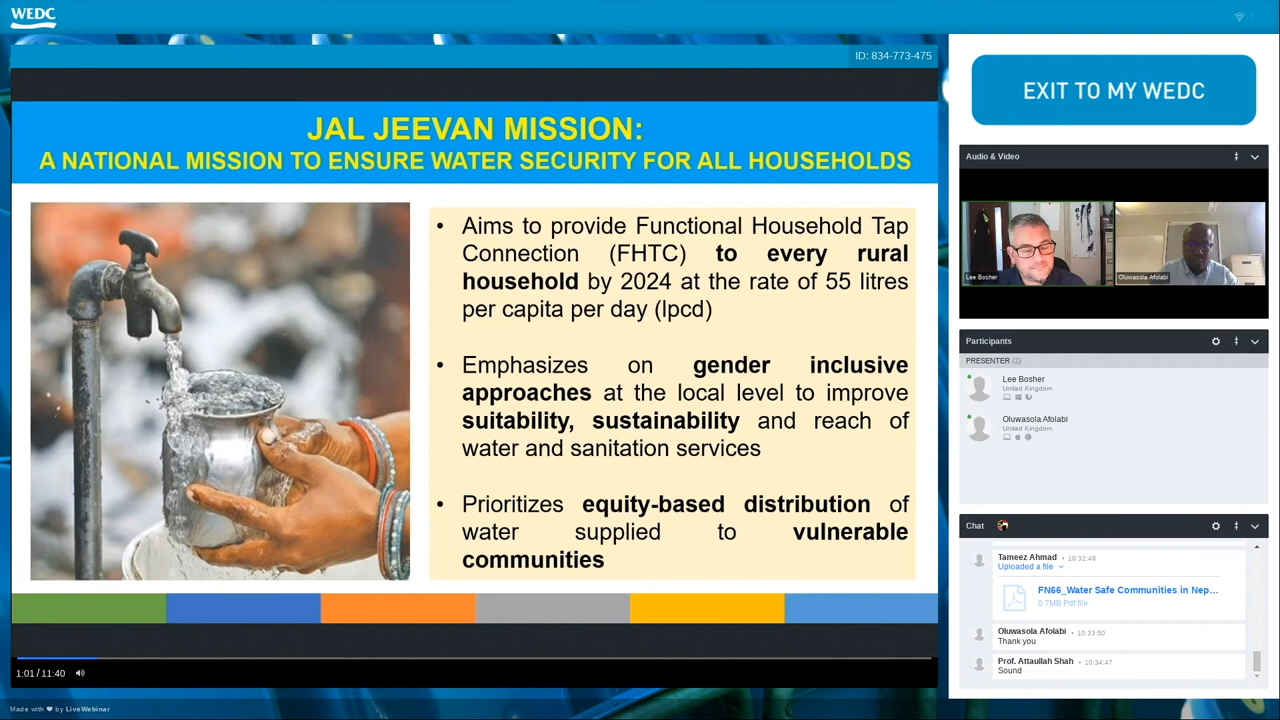 WEDC
ID: 834-773-475
EXIT TO MY WEDC
JAL JEEVAN MISSION:
A NATIONAL MISSION TO ENSURE WATER SECURITY FOR ALL HOUSEHOLDS
• Aims to provide Functional Household Tap
Connection (FHTC) to every rural
household by 2024 at the rate of 55 litres
per capita per day (lpcd)
• Emphasizes on gender inclusive
approaches at the local level to improve
suitability, sustainability and reach of
water and sanitation services
• Prioritizes equity-based distribution of
water supplied to vulnerable
communities
1:01 / 11:40
Made with ❤ by LiveWebinar
Audio & Video
Lee Bosher
Oluwasola Afolabi
Participants
PRESENTER (2)
Lee Bosher
United Kingdom
Oluwasola Afolabi
United Kingdom
Chat
Tameez Ahmad • 10:32:49
Uploaded a file
FN66_Water Safe Communities in Nep...
0.7MB Pdf file
Oluwasola Afolabi • 10:33:50
Thank you
Prof. Attaullah Shah • 10:34:47
Sound